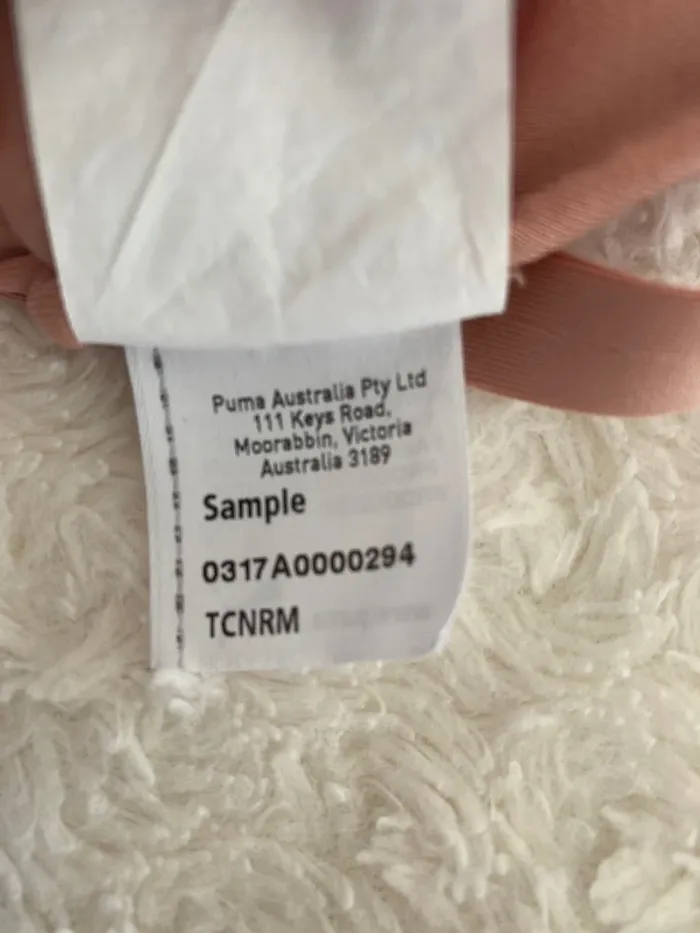 Puma Australia Pty Ltd
111 Keys Road,
Moorabbin, Victoria
Australia 3189
Sample
0317A0000294
TCNRM